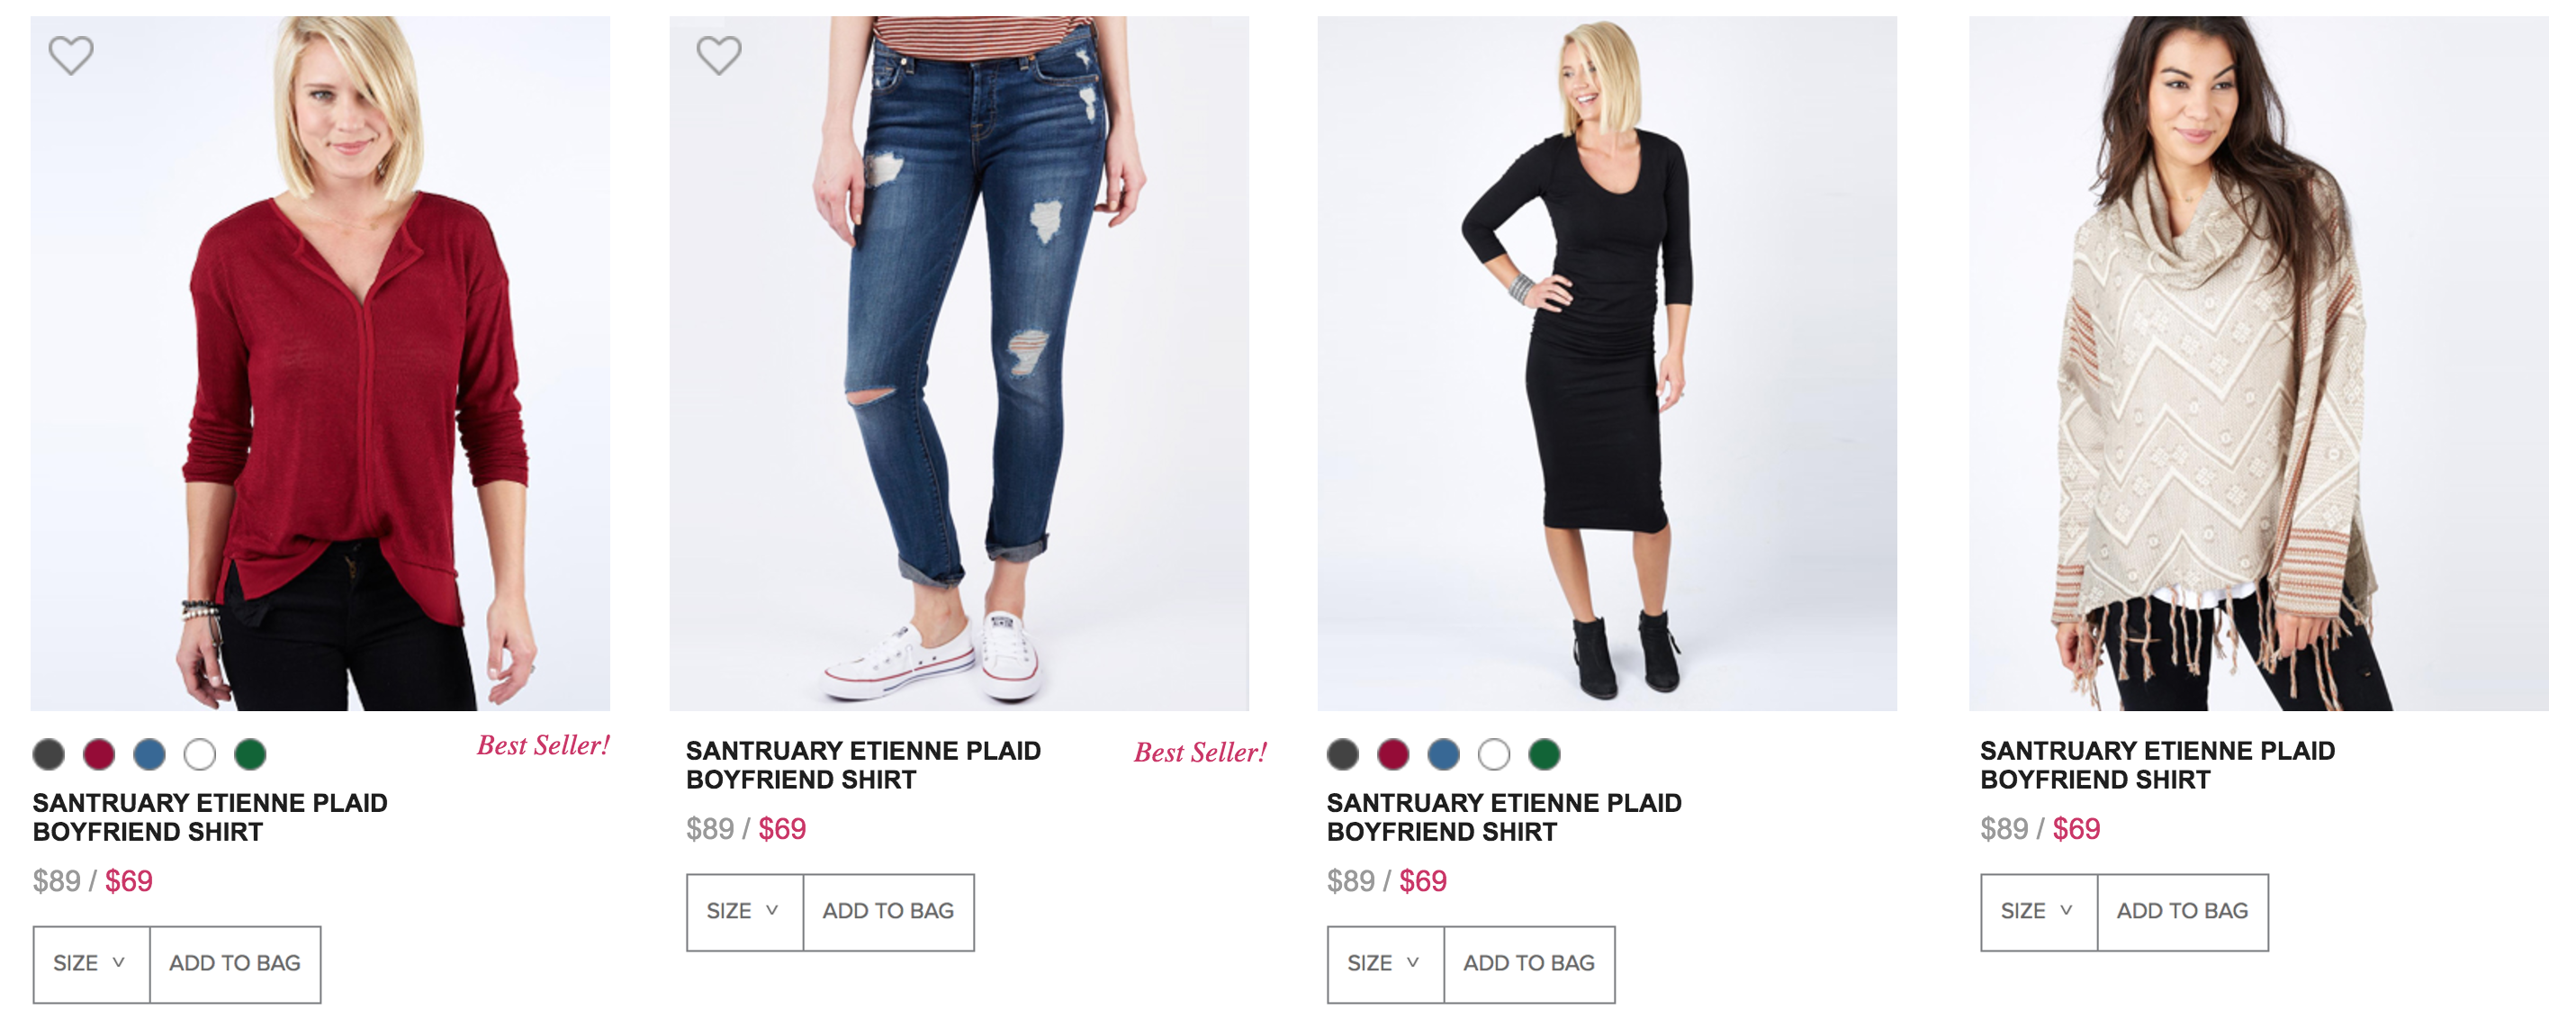 Best Seller!
SANTRUARY ETIENNE PLAID
BOYFRIEND SHIRT
$89 / $69
SIZE ADD TO BAG
SANTRUARY ETIENNE PLAID
BOYFRIEND SHIRT
Best Seller!
$89 / $69
SIZE ADD TO BAG
SANTRUARY ETIENNE PLAID
BOYFRIEND SHIRT
$89 / $69
SIZE ADD TO BAG
SANTRUARY ETIENNE PLAID
BOYFRIEND SHIRT
$89 / $69
SIZE ADD TO BAG